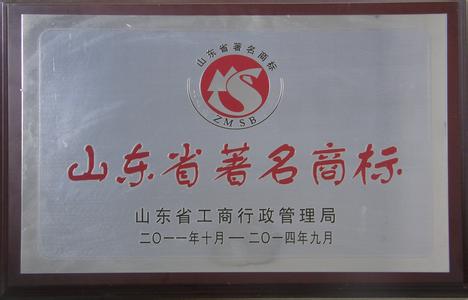 山东省著名商标
ZMSB
山东省著名商标
山东省工商行政管理局
二〇一一年十月—二〇一四年九月